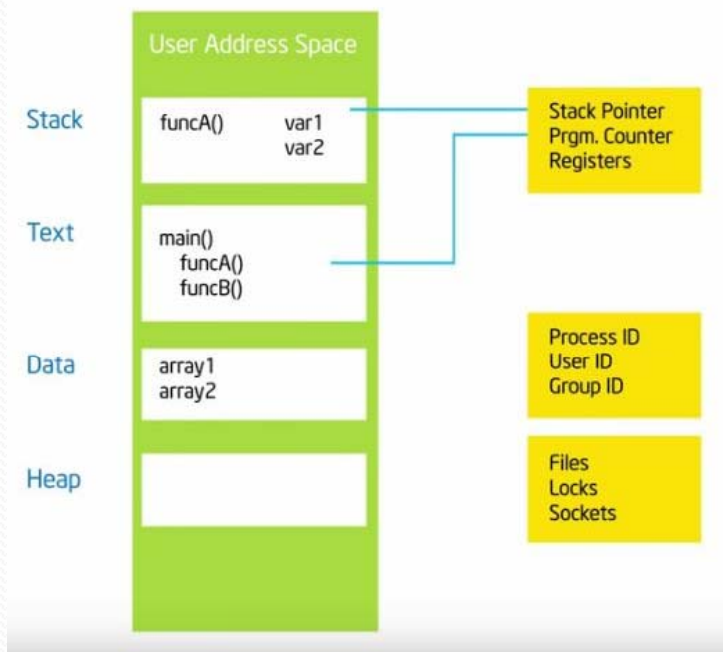 User Address Space
Stack
funcA() var1
var2
Stack Pointer
Prgm. Counter
Registers
Text
main()
funcA()
funcB()
Data
array1
array2
Process ID
User ID
Group ID
Heap
Files
Locks
Sockets